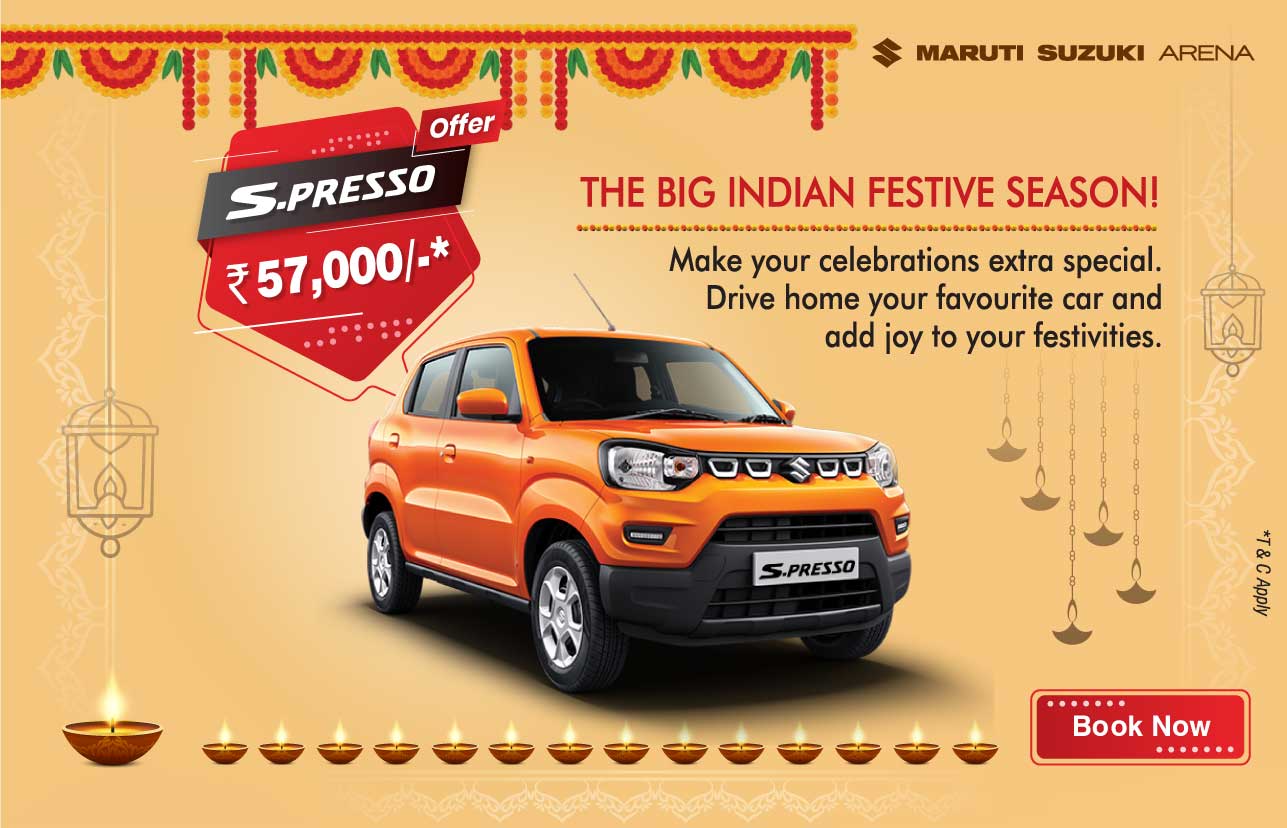 MARUTI SUZUKI ARENA
Offer
S.PRESSO
₹ 57,000/-*
THE BIG INDIAN FESTIVE SEASON!
Make your celebrations extra special.
Drive home your favourite car and
add joy to your festivities.
S.PRESSO
*T & C Apply
Book Now